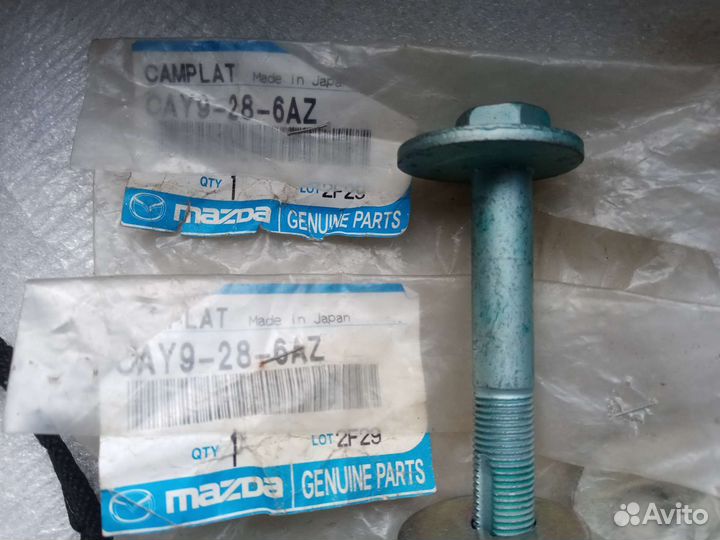 CAMPLAT Made in Japan
CAY9-28-6AZ
QTY 1 LOT 2F29
mazda GENUINE PARTS
CAMPLAT Made in Japan
CAY9-28-6AZ
QTY 1 LOT 2F29
mazda GENUINE PARTS
Avito